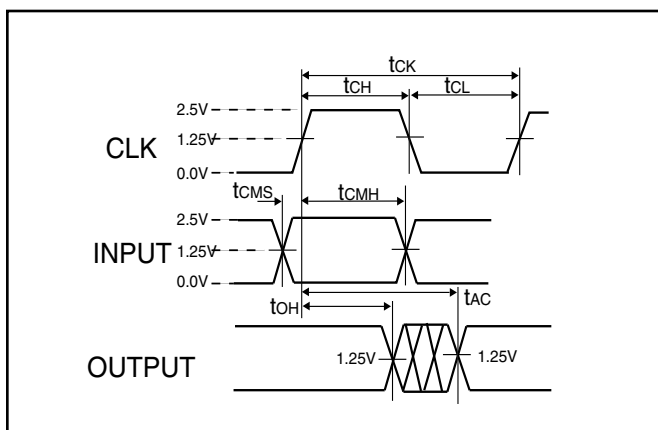 tCK
tCH tCL
2.5V
CLK 1.25V
0.0V
tCMS tCMH
2.5V
INPUT 1.25V
0.0V
tOH tAC
1.25V 1.25V
OUTPUT